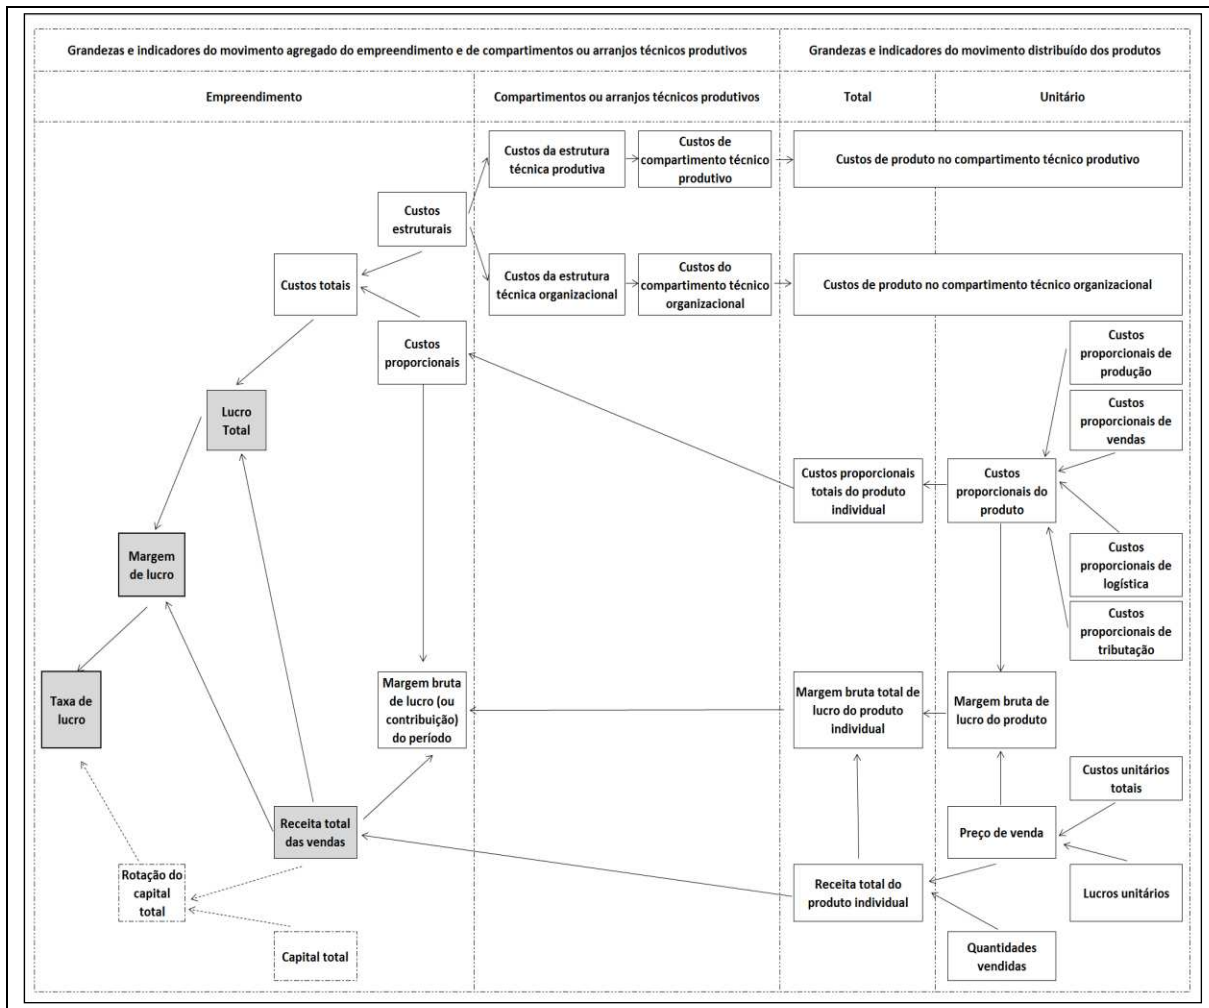 Grandezas e indicadores do movimento agregado do empreendimento e de compartimentos ou arranjos técnicos produtivos
Grandezas e indicadores do movimento distribuído dos produtos
Empreendimento
Compartimentos ou arranjos técnicos produtivos
Total
Unitário
Custos da estrutura
técnica produtiva
Custos de
compartimento técnico
produtivo
Custos de produto no compartimento técnico produtivo
Custos
estruturais
Custos totais
Custos da estrutura
técnica organizacional
Custos do
compartimento técnico
organizacional
Custos de produto no compartimento técnico organizacional
Custos
proporcionais
Custos
proporcionais de
produção
Lucro
Total
Custos
proporcionais de
vendas
Custos proporcionais
totais do produto
individual
Custos
proporcionais do
produto
Margem
de lucro
Custos
proporcionais de
logística
Custos
proporcionais de
tributação
Taxa de
lucro
Margem bruta
de lucro (ou
contribuição)
do período
Margem bruta total de
lucro do produto
individual
Margem bruta de
lucro do produto
Custos unitários
totais
Receita total
das vendas
Preço de venda
Rotação do
capital
total
Receita total do
produto individual
Lucros unitários
Capital total
Quantidades
vendidas